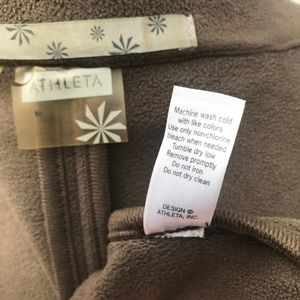 ATHLETA
Machine wash cold
with like colors
Use only non-chlorine
bleach when needed
Tumble dry low
Remove promptly
Do not iron
Do not dry clean
DESIGN ©
ATHLETA, INC.